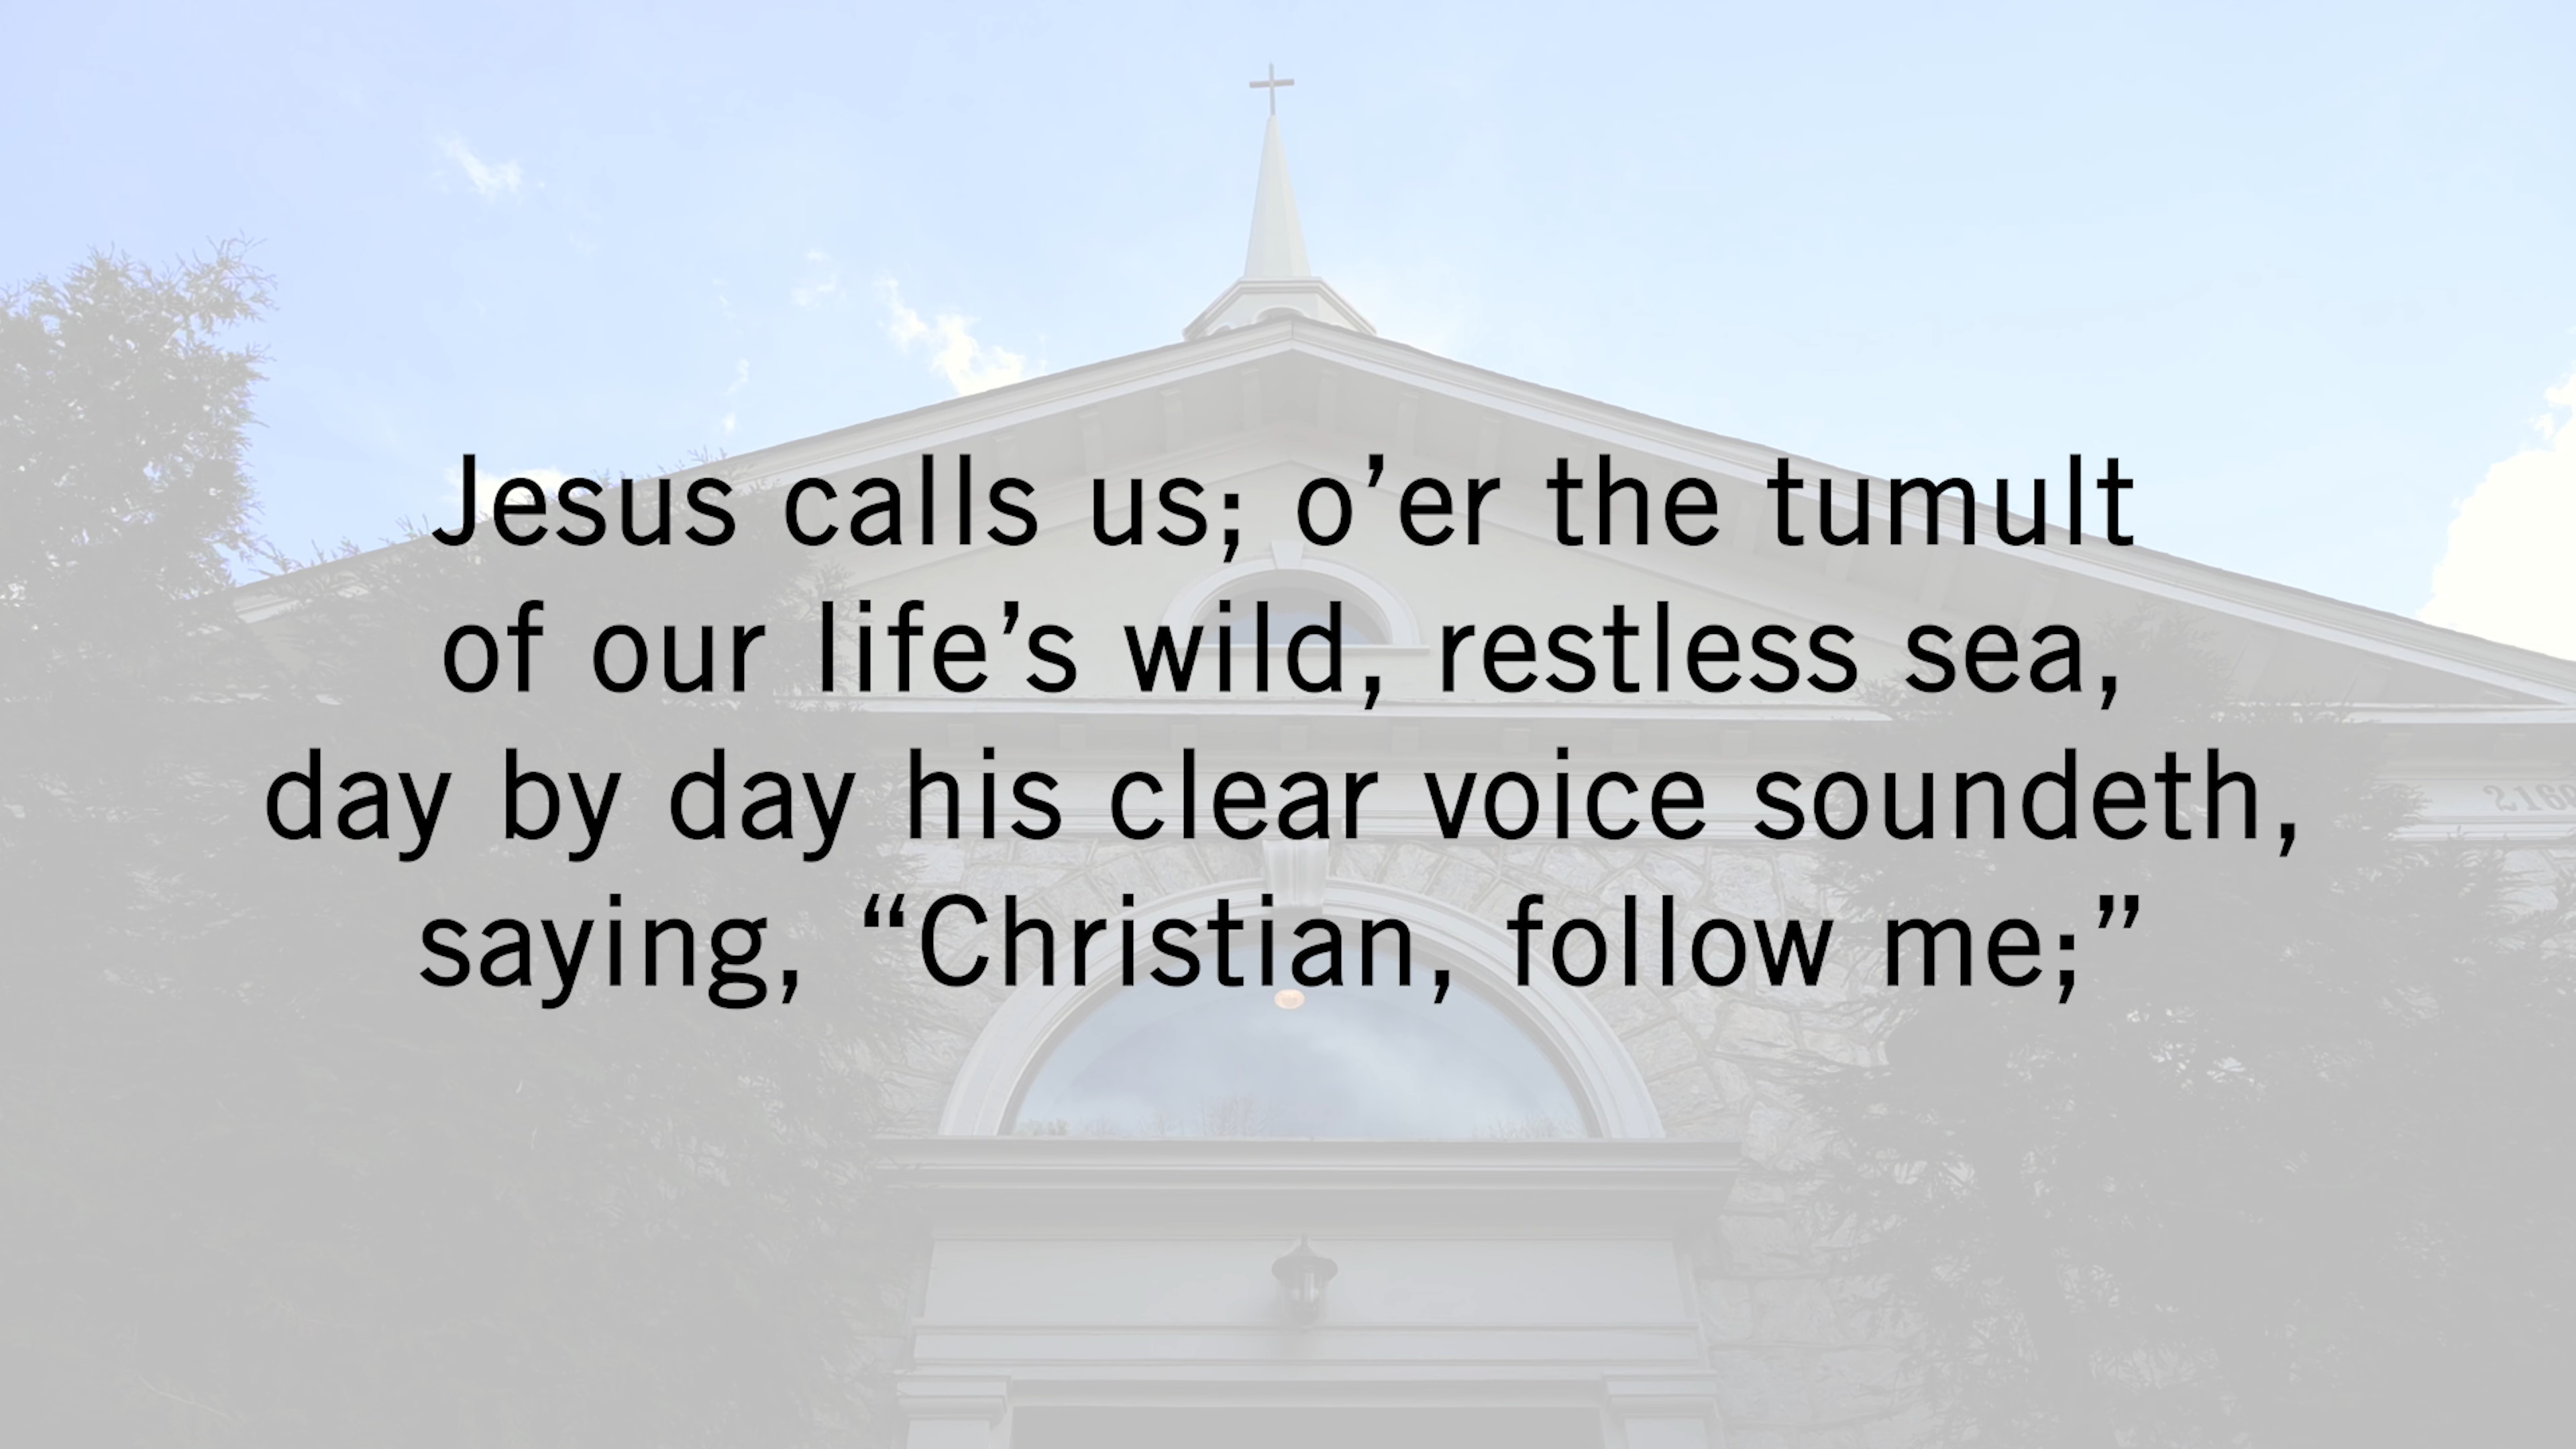 Jesus calls us; o’er the tumult
of our life’s wild, restless sea,
day by day his clear voice soundeth,
saying, “Christian, follow me;”